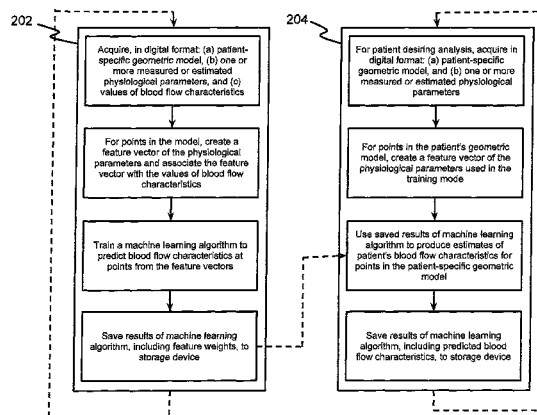 202
Acquire, in digital format: (a) patient-
specific geometric model, (b) one
or more measured or estimated
physiological parameters, and (c)
values of blood flow characteristics
For points in the model, create a
feature vector of the physiological
parameters and associate the feature
vector with the values of blood flow
characteristics
Train a machine learning algorithm to
predict blood flow characteristics at
points from the feature vectors
Save results of machine learning
algorithm, including feature weights, to
storage device
204
For patient desiring analysis, acquire in
digital format: (a) patient-specific
geometric model, and (b) one or more
measured or estimated physiological
parameters
For points in the patient's geometric
model, create a feature vector of the
physiological parameters used in the
training mode
Use saved results of machine learning
algorithm to produce estimates of
patient's blood flow characteristics for
points in the patient-specific geometric
model
Save results of machine learning
algorithm, including predicted blood
flow characteristics, to storage device